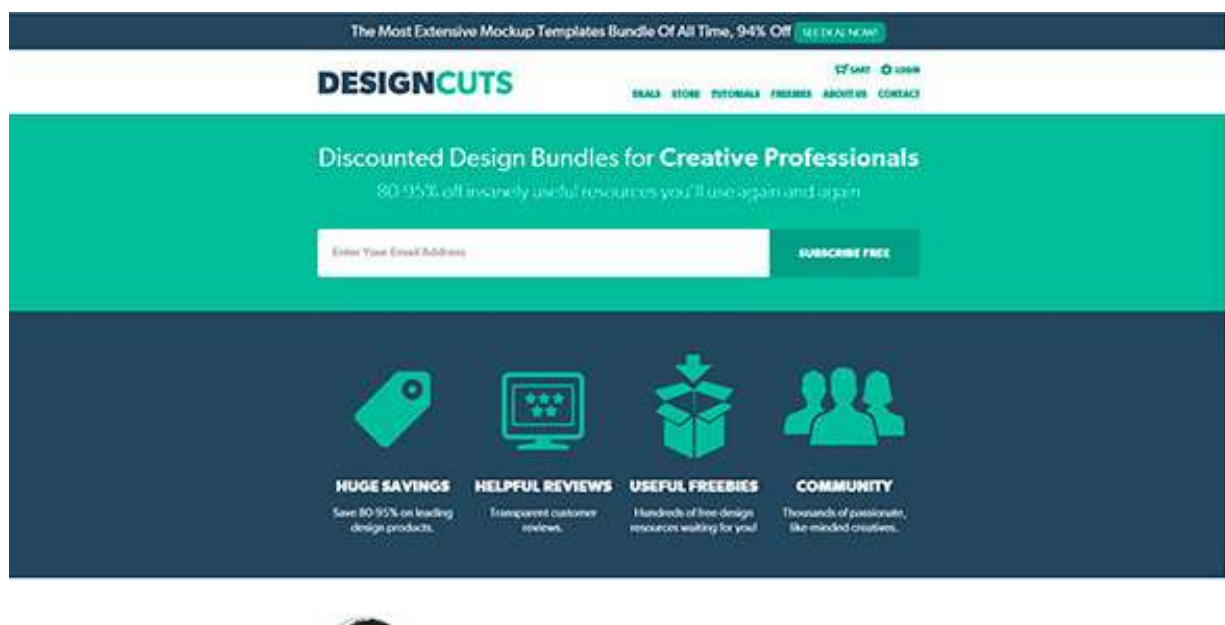 The Most Extensive Mockup Templates Bundle Of All Time, 94% Off SEE DEAL NOW!
CART LOGIN
DESIGNCUTS
DEALS STORE TUTORIALS FREEBIES ABOUT US CONTACT
Discounted Design Bundles for Creative Professionals
80-95% off insanely useful resources you'll use again and again
Enter Your Email Address SUBSCRIBE FREE
HUGE SAVINGS HELPFUL REVIEWS USEFUL FREEBIES COMMUNITY
Save 80-95% on leading Transparent customer Hundreds of free design Thousands of passionate,
design products. reviews. resources waiting for you! like-minded creatives.